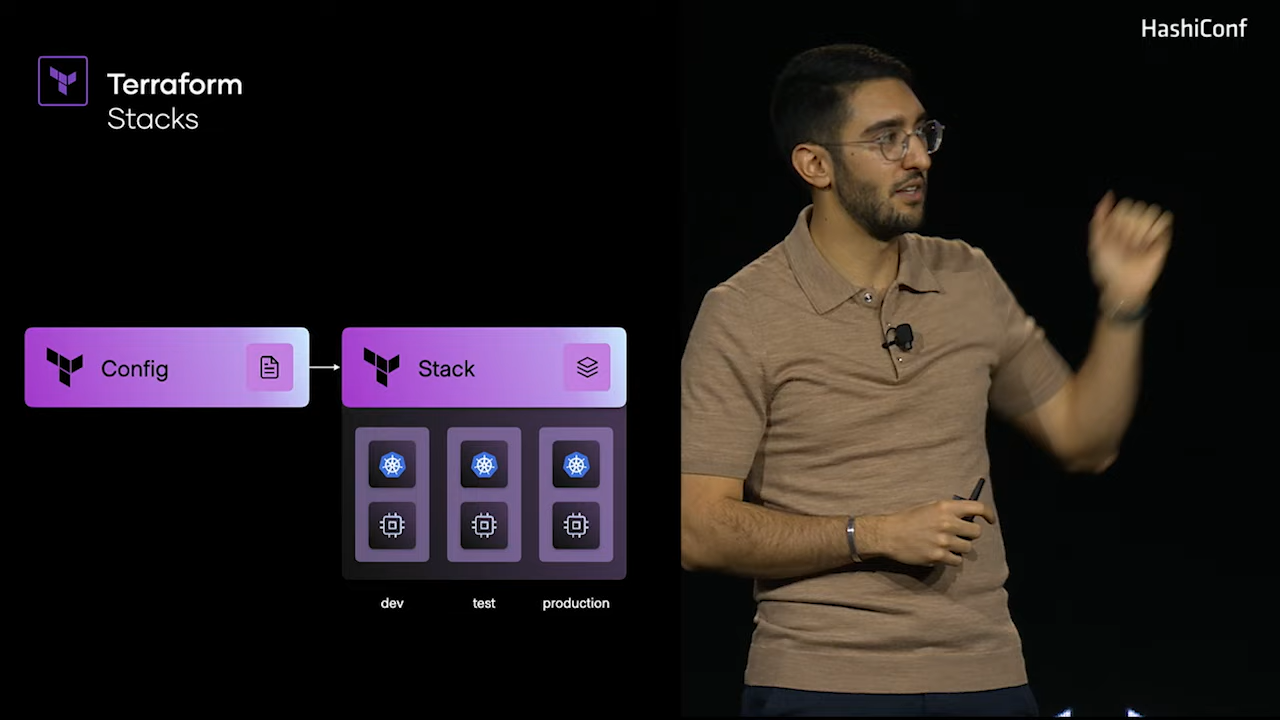 HashiConf
Terraform
Stacks
Config
Stack
dev
test
production